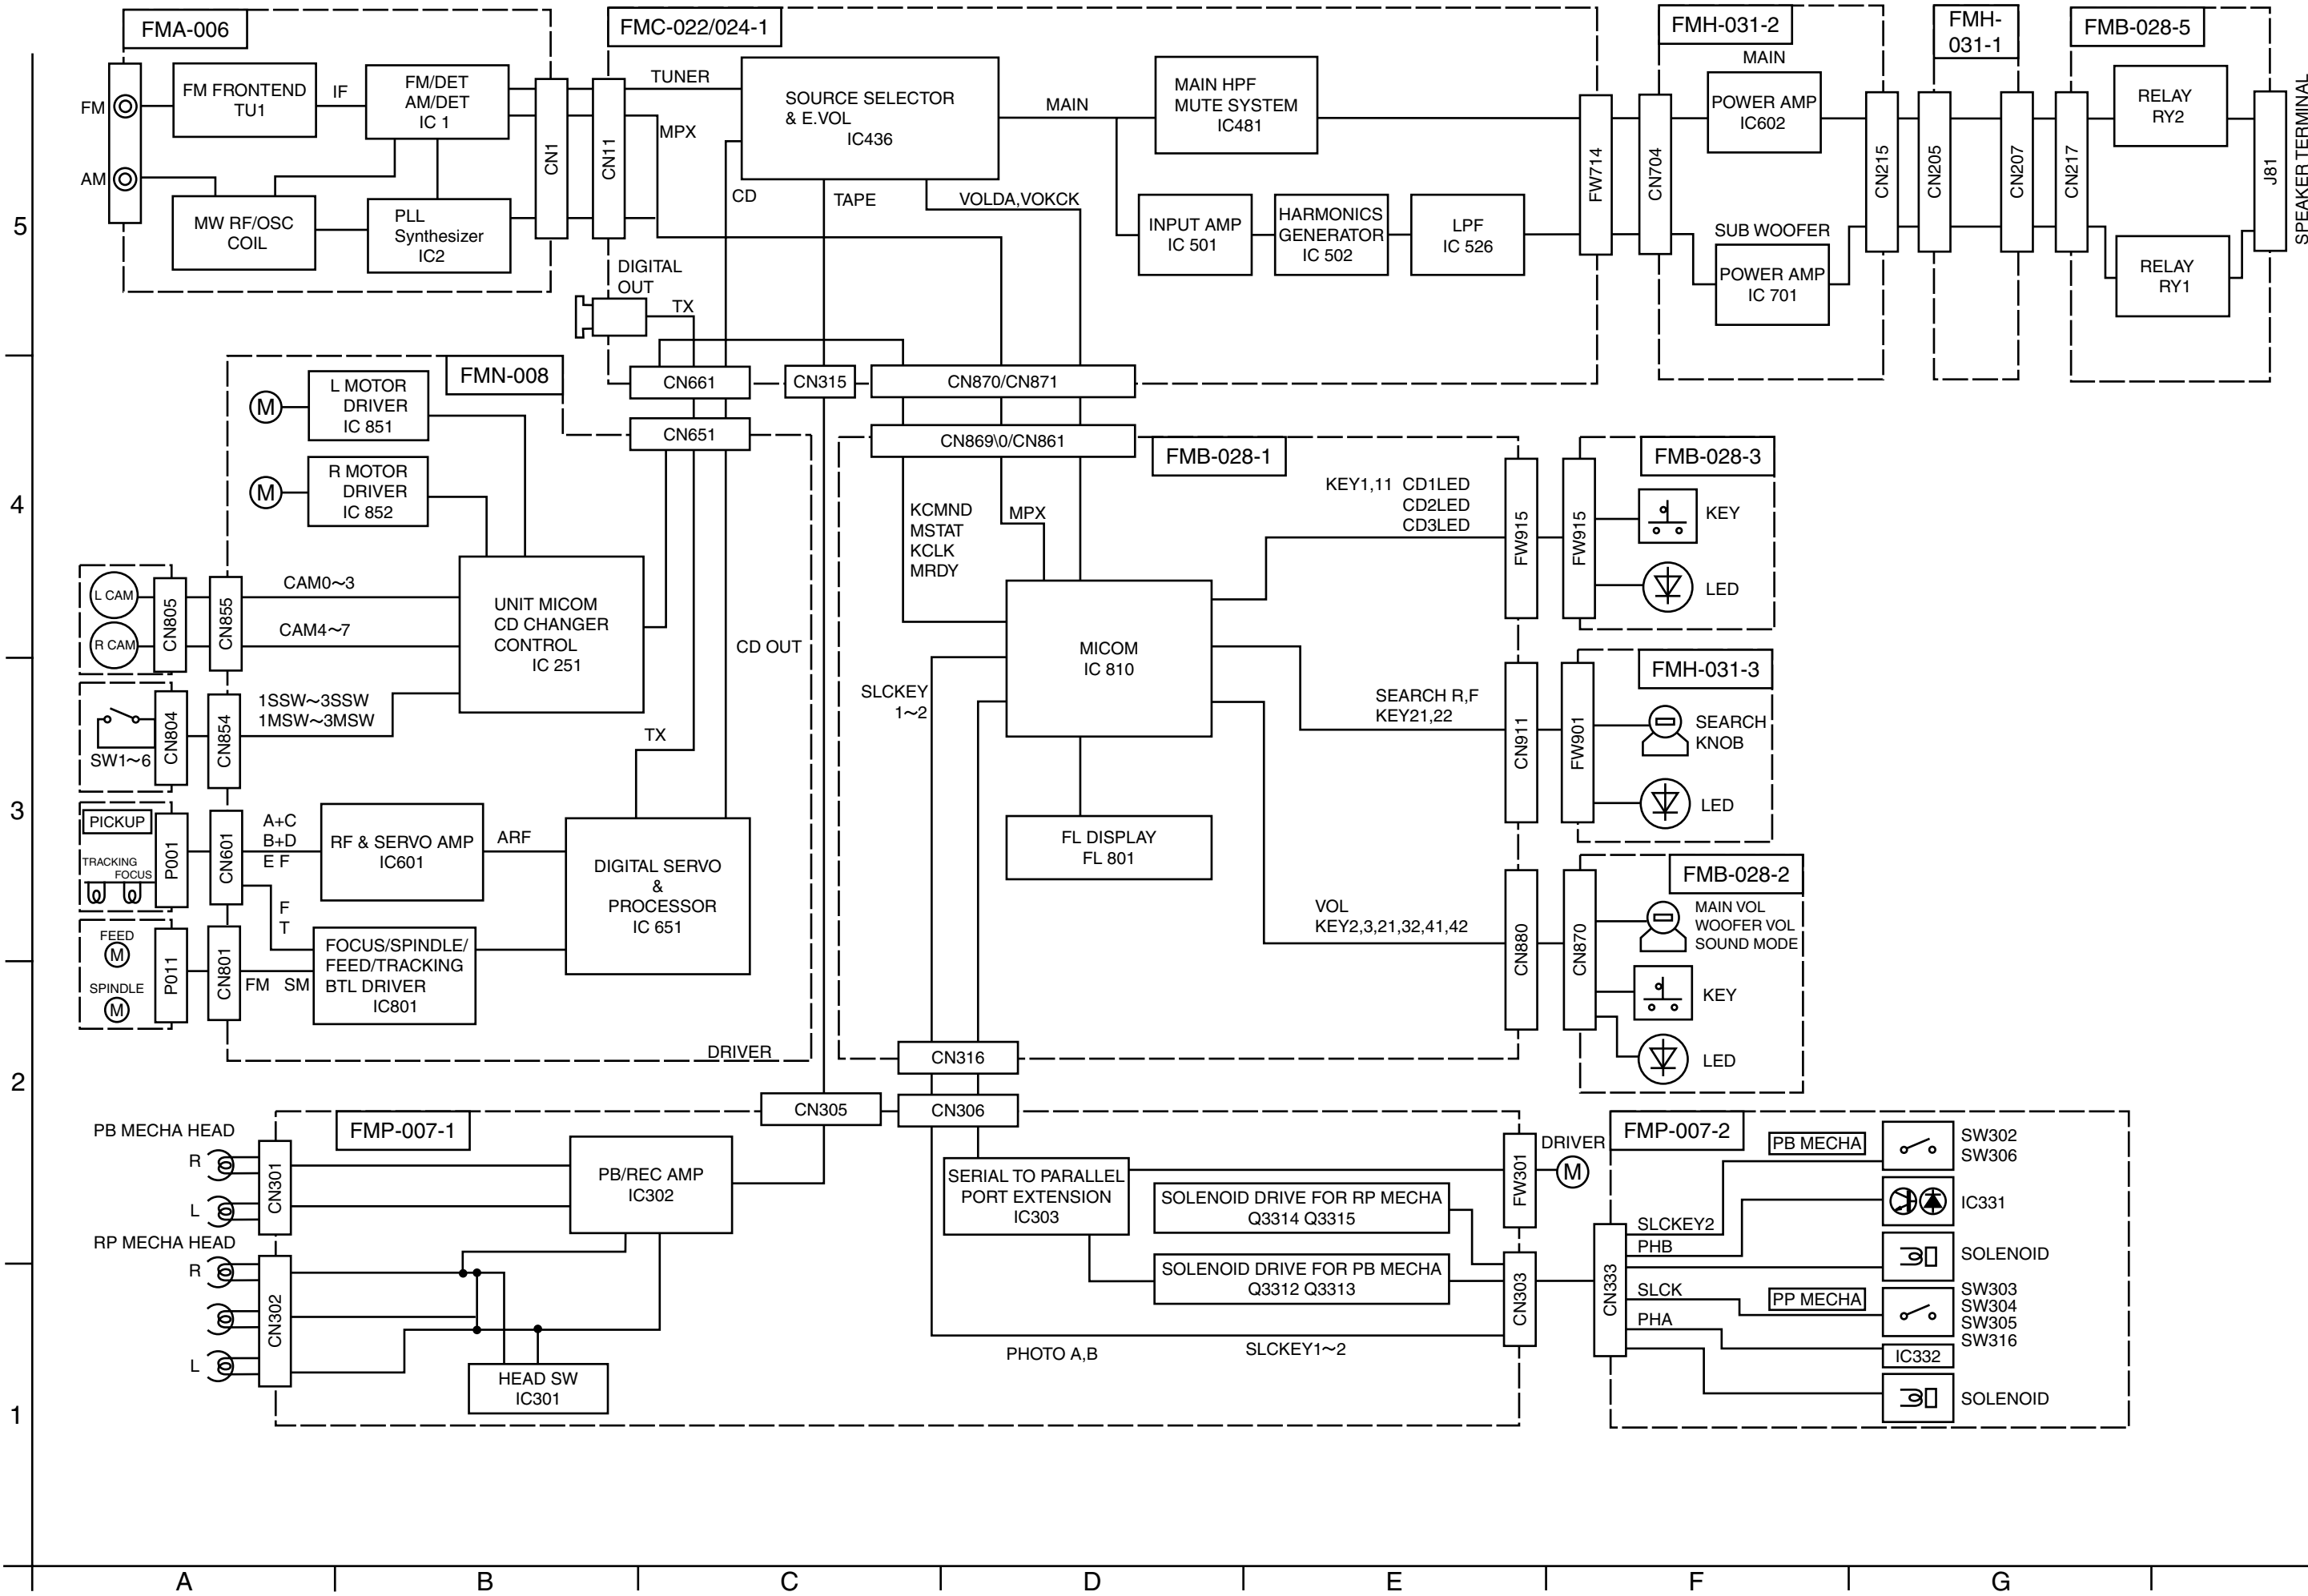 FMA-006
FM
AM
FM FRONTEND
TU1
IF
FM/DET
AM/DET
IC 1
MW RF/OSC
COIL
PLL
Synthesizer
IC2
CN1
FMC-022/024-1
CN11
TUNER
MPX
SOURCE SELECTOR
& E.VOL
IC436
CD
TAPE
VOLDA,VOKCK
MAIN
MAIN HPF
MUTE SYSTEM
IC481
INPUT AMP
IC 501
HARMONICS
GENERATOR
IC 502
LPF
IC 526
FW714
DIGITAL
OUT
TX
CN661
CN315
CN870/CN871
FMH-031-2
MAIN
CN704
POWER AMP
IC602
SUB WOOFER
POWER AMP
IC 701
CN215
FMH-
031-1
CN205
CN207
FMB-028-5
CN217
RELAY
RY2
RELAY
RY1
J81
SPEAKER TERMINAL
5
FMN-008
M
L MOTOR
DRIVER
IC 851
M
R MOTOR
DRIVER
IC 852
CN651
4
L CAM
R CAM
CN805
CN855
CAM0~3
CAM4~7
UNIT MICOM
CD CHANGER
CONTROL
IC 251
SW1~6
CN804
CN854
1SSW~3SSW
1MSW~3MSW
CD OUT
TX
3
PICKUP
TRACKING
FOCUS
P001
CN601
A+C
B+D
E F
RF & SERVO AMP
IC601
ARF
F
T
DIGITAL SERVO
&
PROCESSOR
IC 651
FEED
M
SPINDLE
M
P011
CN801
FM SM
FOCUS/SPINDLE/
FEED/TRACKING
BTL DRIVER
IC801
DRIVER
CN869\0/CN861
FMB-028-1
KCMND
MSTAT
KCLK
MRDY
MPX
KEY1,11 CD1LED
CD2LED
CD3LED
FW915
MICOM
IC 810
SLCKEY
1~2
SEARCH R,F
KEY21,22
CN911
FL DISPLAY
FL 801
VOL
KEY2,3,21,32,41,42
CN880
CN316
FMB-028-3
FW915
KEY
LED
FMH-031-3
FW901
SEARCH
KNOB
LED
FMB-028-2
CN870
MAIN VOL
WOOFER VOL
SOUND MODE
KEY
LED
2
CN305
CN306
FMP-007-1
PB MECHA HEAD
R
L
CN301
RP MECHA HEAD
R
L
CN302
PB/REC AMP
IC302
HEAD SW
IC301
SERIAL TO PARALLEL
PORT EXTENSION
IC303
SOLENOID DRIVE FOR RP MECHA
Q3314 Q3315
SOLENOID DRIVE FOR PB MECHA
Q3312 Q3313
PHOTO A,B
SLCKEY1~2
FW301
CN303
DRIVER
M
FMP-007-2
CN333
SLCKEY2
PHB
SLCK
PHA
PB MECHA
SW302
SW306
IC331
SOLENOID
PP MECHA
SW303
SW304
SW305
SW316
IC332
SOLENOID
1
A B C D E F G